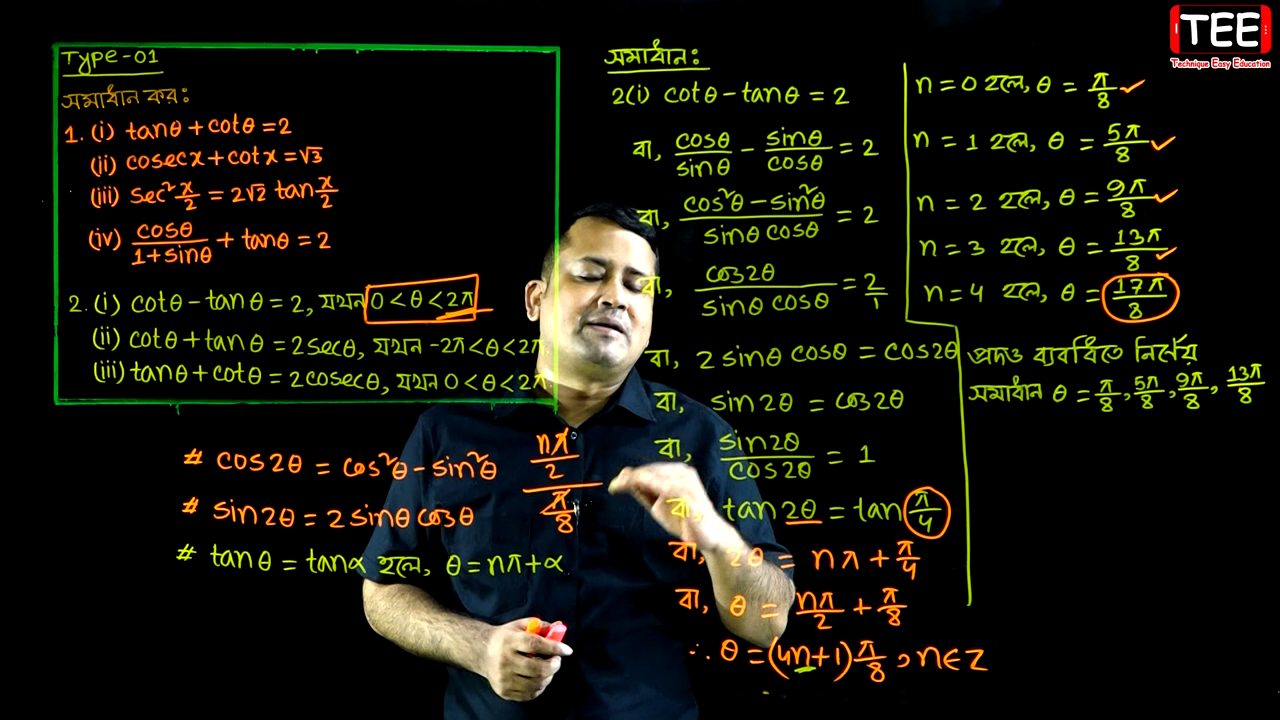 TEE
Technique Easy Education
Type-01
সমাধান কর:
1. (i) tanθ + cotθ = 2
(ii) cosecx + cotx = √3
(iii) sec²x/2 = 2√2 tan x/2
(iv) cosθ/1+sinθ + tanθ = 2
2. (i) cotθ - tanθ = 2, যখন 0 < θ < 2π
(ii) cotθ + tanθ = 2secθ, যখন -2π < θ < 2π
(iii) tanθ + cotθ = 2cosecθ, যখন 0 < θ < 2π
# cos2θ = cos²θ - sin²θ
# sin2θ = 2sinθ cosθ
# tanθ = tanα হলে, θ = nπ + α
nπ/2
π/8
সমাধান:
2(i) cotθ - tanθ = 2
বা, cosθ/sinθ - sinθ/cosθ = 2
বা, cos²θ - sin²θ/sinθ cosθ = 2
বা, cos2θ/sinθ cosθ = 2/1
বা, 2 sinθ cosθ = cos2θ
বা, sin2θ = cos2θ
বা, sin2θ/cos2θ = 1
বা, tan2θ = tan π/4
বা, 2θ = nπ + π/4
বা, θ = nπ/2 + π/8
∴ θ = (4n+1)π/8, n∈Z
n = 0 হলে, θ = π/8 ✓
n = 1 হলে, θ = 5π/8 ✓
n = 2 হলে, θ = 9π/8 ✓
n = 3 হলে, θ = 13π/8 ✓
n = 4 হলে, θ = 17π/8
প্রদত্ত ব্যবধিতে নির্ণেয়
সমাধান θ = π/8, 5π/8, 9π/8, 13π/8